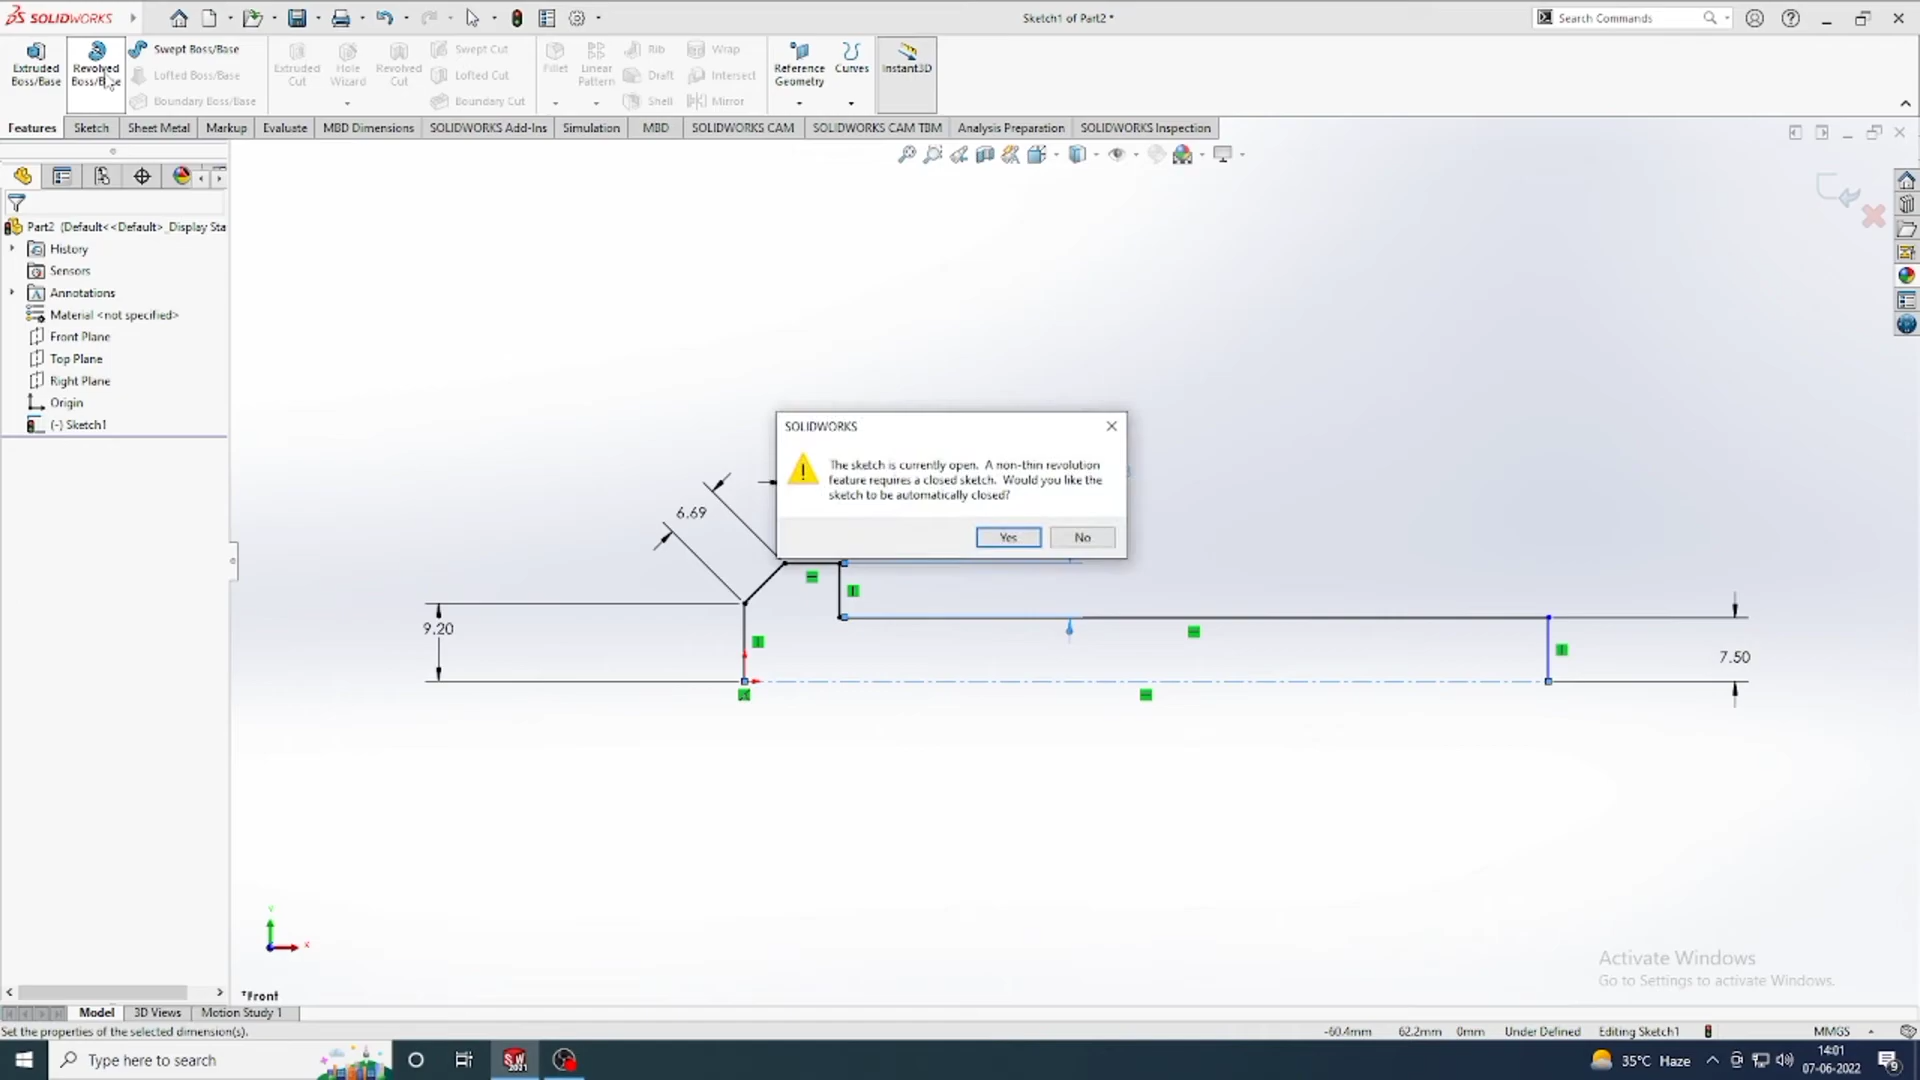 SOLIDWORKS
Sketch1 of Part2 *
Search Commands
Extruded Boss/Base
Revolved Boss/Base
Swept Boss/Base
Lofted Boss/Base
Boundary Boss/Base
Extruded Cut
Hole Wizard
Revolved Cut
Swept Cut
Lofted Cut
Boundary Cut
Fillet
Linear Pattern
Rib
Draft
Shell
Wrap
Intersect
Mirror
Reference Geometry
Curves
Instant3D
Features
Sketch
Sheet Metal
Markup
Evaluate
MBD Dimensions
SOLIDWORKS Add-Ins
Simulation
MBD
SOLIDWORKS CAM
SOLIDWORKS CAM TBM
Analysis Preparation
SOLIDWORKS Inspection
Part2 (Default<<Default>_Display Sta
History
Sensors
Annotations
Material <not specified>
Front Plane
Top Plane
Right Plane
Origin
(-) Sketch1
SOLIDWORKS
The sketch is currently open. A non-thin revolution
feature requires a closed sketch. Would you like the
sketch to be automatically closed?
Yes
No
6.69
9.20
7.50
Y
X
*Front
Activate Windows
Go to Settings to activate Windows.
Model
3D Views
Motion Study 1
Set the properties of the selected dimension(s).
-60.4mm
62.2mm
0mm
Under Defined
Editing Sketch1
MMGS
Type here to search
SW
2021
35°C Haze
14:01
07-06-2022
9